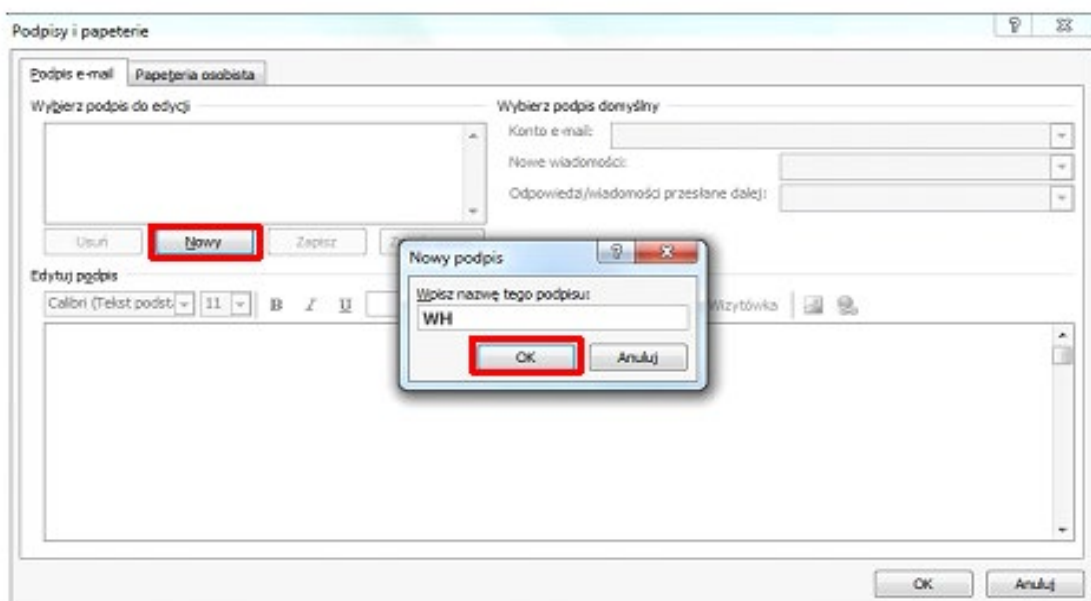 Podpisy i papeterie
Podpis e-mail Papeteria osobista
Wybierz podpis do edycji
Wybierz podpis domyślny
Konto e-mail:
Nowe wiadomości:
Odpowiedzi/wiadomości przesłane dalej:
Usuń Nowy Zapisz
Edytuj podpis
Calibri (Tekst podst. 11 B I U
Wizytówka
Nowy podpis
Wpisz nazwę tego podpisu:
WH
OK Anuluj
OK Anuluj